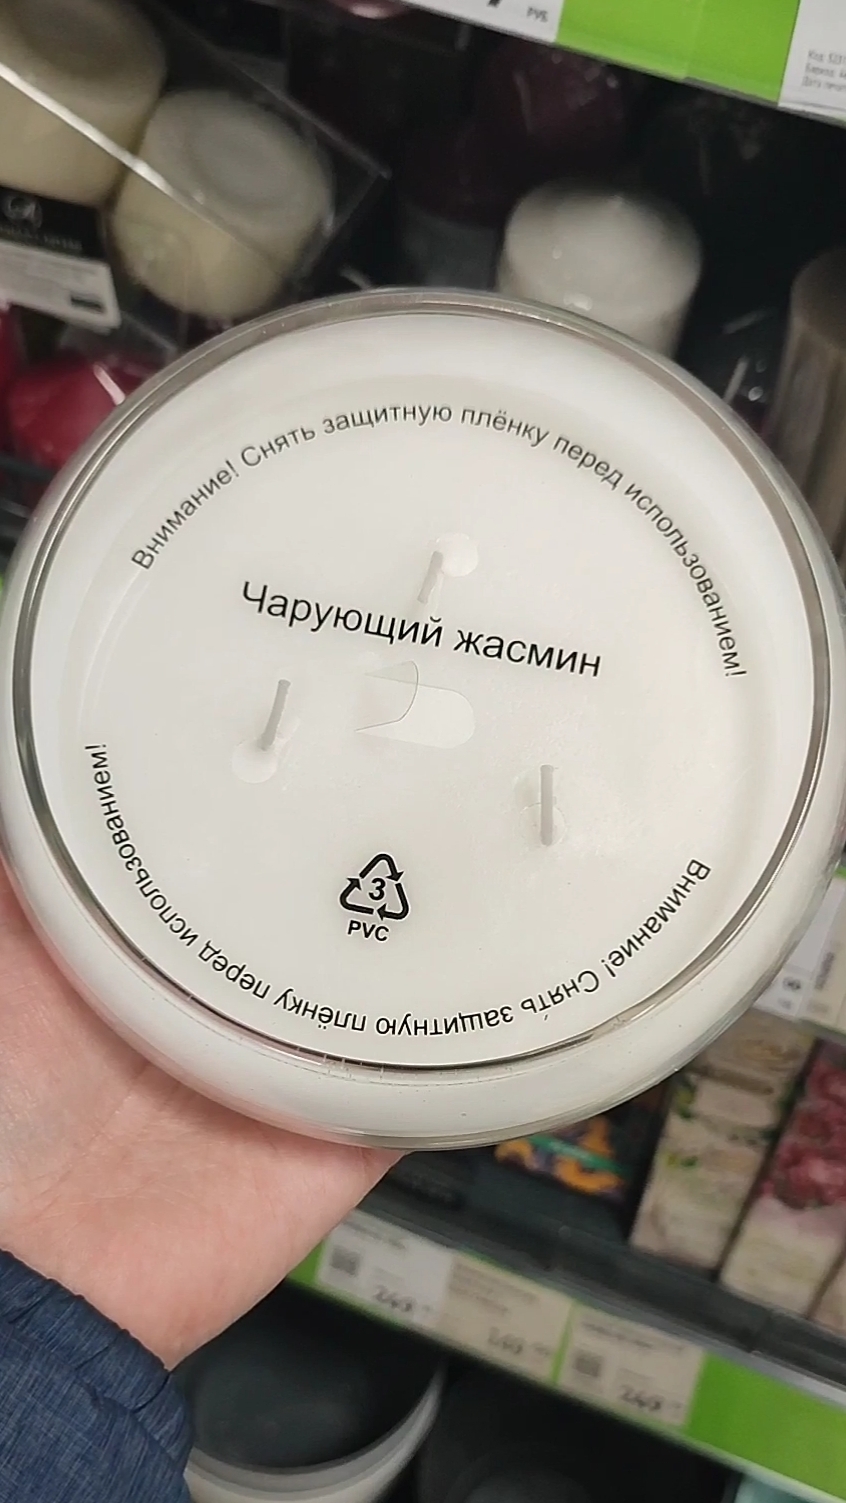 Внимание! Снять защитную плёнку перед использованием!
Чарующий жасмин
3
PVC
Внимание! Снять защитную плёнку перед использованием!